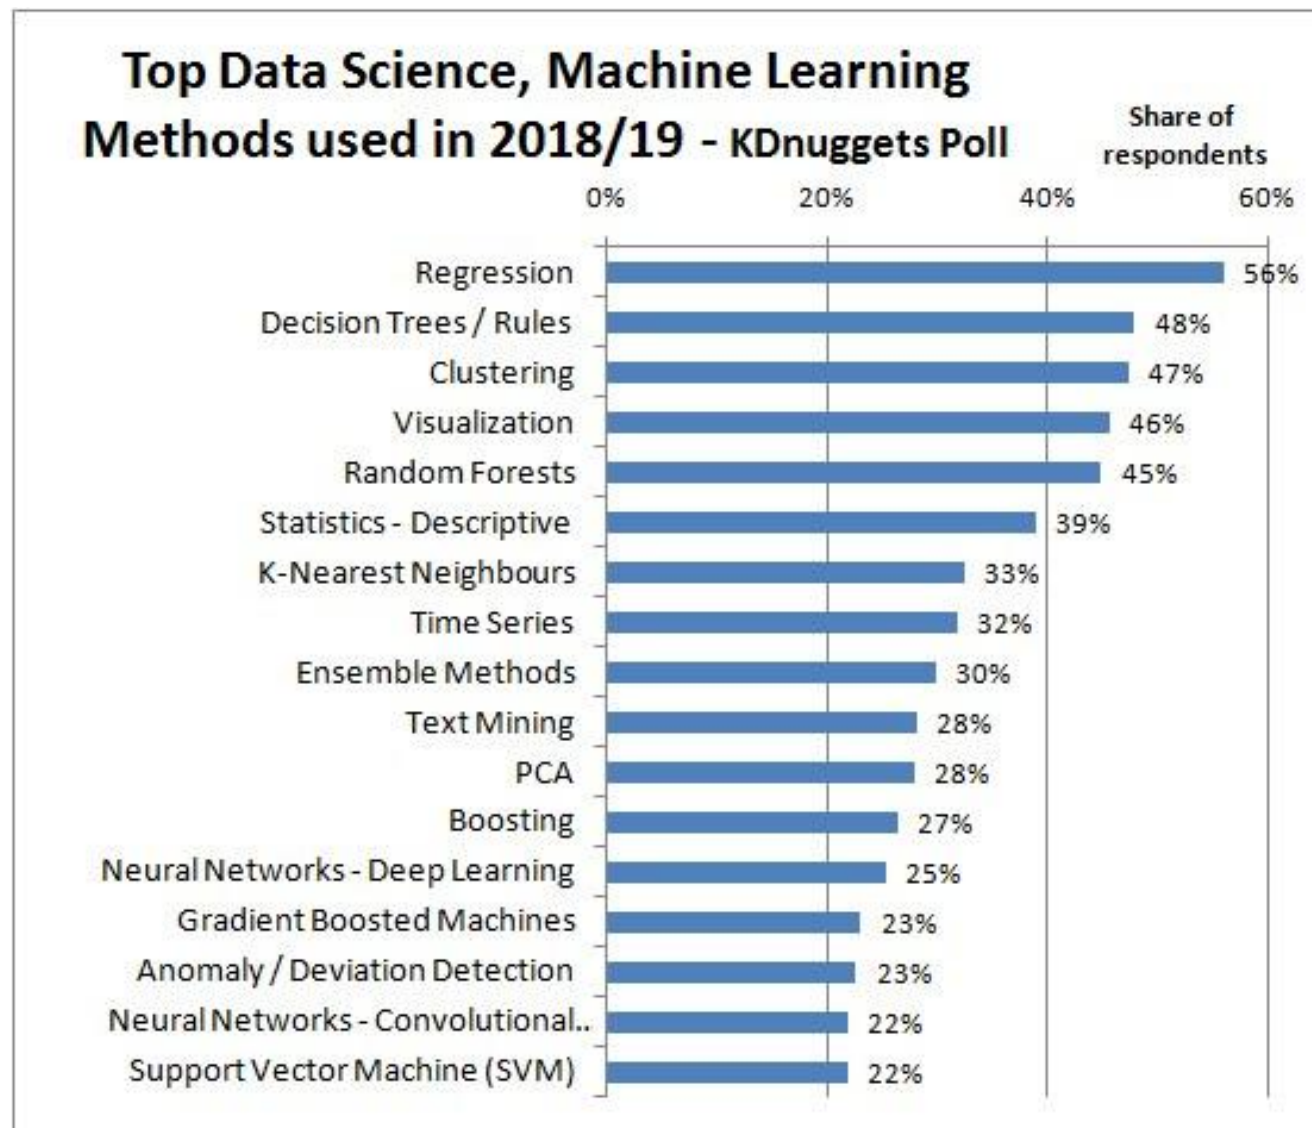 Top Data Science, Machine Learning
Methods used in 2018/19 - KDnuggets Poll
Share of
respondents
0% 20% 40% 60%
Regression 56%
Decision Trees / Rules 48%
Clustering 47%
Visualization 46%
Random Forests 45%
Statistics - Descriptive 39%
K-Nearest Neighbours 33%
Time Series 32%
Ensemble Methods 30%
Text Mining 28%
PCA 28%
Boosting 27%
Neural Networks - Deep Learning 25%
Gradient Boosted Machines 23%
Anomaly / Deviation Detection 23%
Neural Networks - Convolutional.. 22%
Support Vector Machine (SVM) 22%